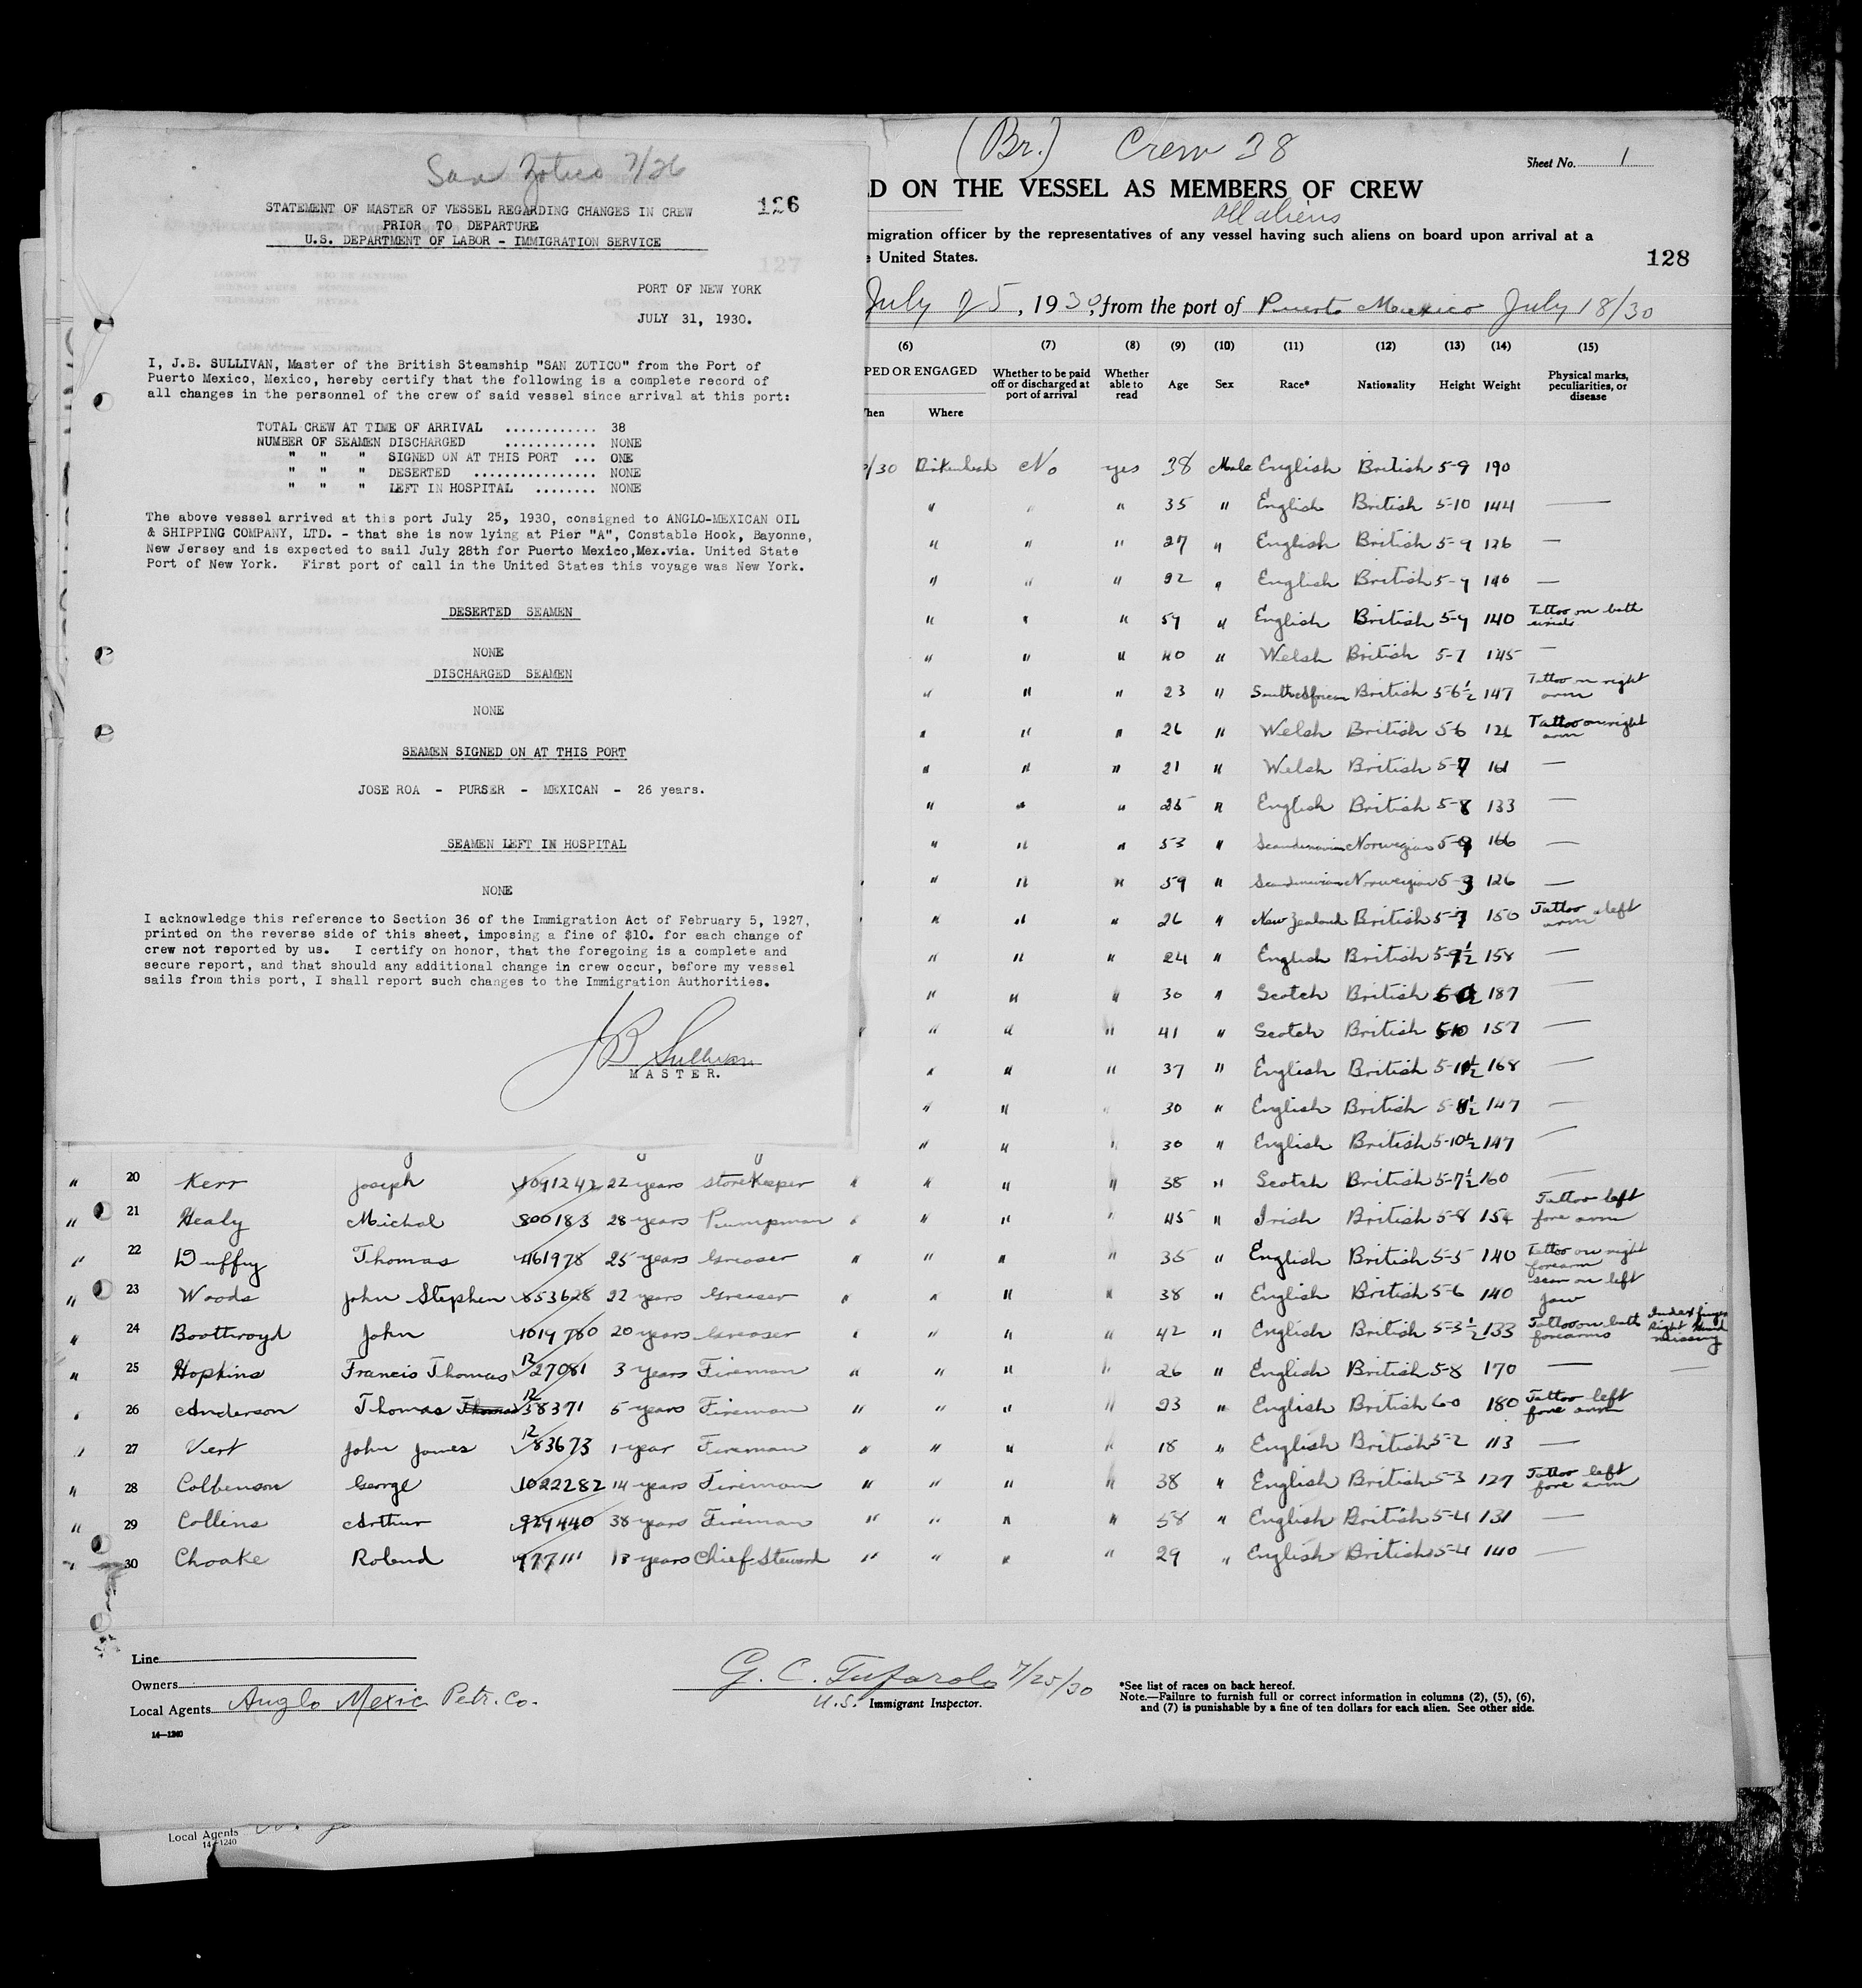 San Zotico 7/26
126
STATEMENT OF MASTER OF VESSEL REGARDING CHANGES IN CREW
PRIOR TO DEPARTURE
U.S. DEPARTMENT OF LABOR - IMMIGRATION SERVICE
127
PORT OF NEW YORK
JULY 31, 1930.
I, J.B. SULLIVAN, Master of the British Steamship "SAN ZOTICO" from the Port of
Puerto Mexico, Mexico, hereby certify that the following is a complete record of
all changes in the personnel of the crew of said vessel since arrival at this port:
TOTAL CREW AT TIME OF ARRIVAL ............ 38
NUMBER OF SEAMEN DISCHARGED ............ NONE
" " " SIGNED ON AT THIS PORT ... ONE
" " " DESERTED ................ NONE
" " " LEFT IN HOSPITAL ........ NONE
The above vessel arrived at this port July 25, 1930, consigned to ANGLO-MEXICAN OIL
& SHIPPING COMPANY, LTD. - that she is now lying at Pier "A", Constable Hook, Bayonne,
New Jersey and is expected to sail July 28th for Puerto Mexico,Mex.via. United State
Port of New York. First port of call in the United States this voyage was New York.
DESERTED SEAMEN
NONE
DISCHARGED SEAMEN
NONE
SEAMEN SIGNED ON AT THIS PORT
JOSE ROA - PURSER - MEXICAN - 26 years.
SEAMEN LEFT IN HOSPITAL
NONE
I acknowledge this reference to Section 36 of the Immigration Act of February 5, 1927,
printed on the reverse side of this sheet, imposing a fine of $10. for each change of
crew not reported by us. I certify on honor, that the foregoing is a complete and
secure report, and that should any additional change in crew occur, before my vessel
sails from this port, I shall report such changes to the Immigration Authorities.
JB Sullivan
MASTER.
(Br.) Crew 38
Sheet No. 1
D ON THE VESSEL AS MEMBERS OF CREW
all aliens
migration officer by the representatives of any vessel having such aliens on board upon arrival at a
United States.
128
July 25, 1930, from the port of Puerto Mexico July 18/30
(6) (7) (8) (9) (10) (11) (12) (13) (14) (15)
PED OR ENGAGED Whether to be paid off or discharged at port of arrival Whether able to read Age Sex Race* Nationality Height Weight Physical marks, peculiarities, or disease
hen Where
/30 Birkenhead No yes 38 Male English British 5-9 190
" " " 35 " English British 5-10 144 —
" " " 27 " English British 5-9 126 —
" " " " English British —
" " " " English British 140 Tattoo on both
" " " 40 " Welsh British 5-7 145 —
" " " 23 " South African British 5-6½ 147 Tattoo on right arm
" " " 26 " Welsh British 5-6 126 Tattoo on right arm
" " " 21 " Welsh British 5-7 161 —
" " " 25 " English British 5-8 133 —
" " " 53 " Scandinavian Norwegian 5-9 166 —
" " " 59 " Scandinavian Norwegian 126 —
" " " 26 " New Zealand British 5-7 150 Tattoo left arm
" " " 24 " English British 5-9½ 158 —
" " " 30 " Scotch British 187 —
" " " 41 " Scotch British 5-10 157 —
" " " 37 " English British 168 —
" " " 30 " English British 147 —
" " " 30 " English British 5-10½ 147 —
" 20 Kerr Joseph 1091242 22 years Storekeeper " " " " 38 " Scotch British 5-7½ 160 —
" 21 Healy Michal 800183 28 years Pumpman " " " " 45 " Irish British 5-8 154 Tattoo left fore arm
" 22 Duffy Thomas 461978 25 years Greaser " " " " 35 " English British 5-5 140 Tattoo on right forearm
" 23 Woods John Stephen 853628 22 years Greaser " " " " 38 " English British 5-6 140 scar on left jaw
" 24 Boothroyd John 1019780 20 years Greaser " " " " 42 " English British 5-3½ 133 Tattoo on both forearms Index finger Right Hand missing
" 25 Hopkins Francis Thomas 1227081 3 years Fireman " " " " 26 " English British 5-8 170 — —
" 26 Anderson Thomas Thomas 1238371 5 years Fireman " " " " 23 " English British 6-0 180 Tattoo left fore arm
" 27 Vert John James 1283673 1 year Fireman " " " " 18 " English British 5-2 113 —
" 28 Colbenson George 1022282 14 years Fireman " " " " 38 " English British 5-3 127 Tattoo left fore arm
" 29 Collins Arthur 929440 38 years Fireman " " " " 58 " English British 5-4 131 —
" 30 Choake Roland 777111 13 years Chief Steward " " " " 29 " English British 5-4 140 —
Line
Owners
Local Agents Anglo Mexic Petr. Co.
14—1240
G. C. Tufarolo 7/25/30
U.S. Immigrant Inspector.
*See list of races on back hereof.
Note.—Failure to furnish full or correct information in columns (2), (5), (6),
and (7) is punishable by a fine of ten dollars for each alien. See other side.
Local Agents
14—1240